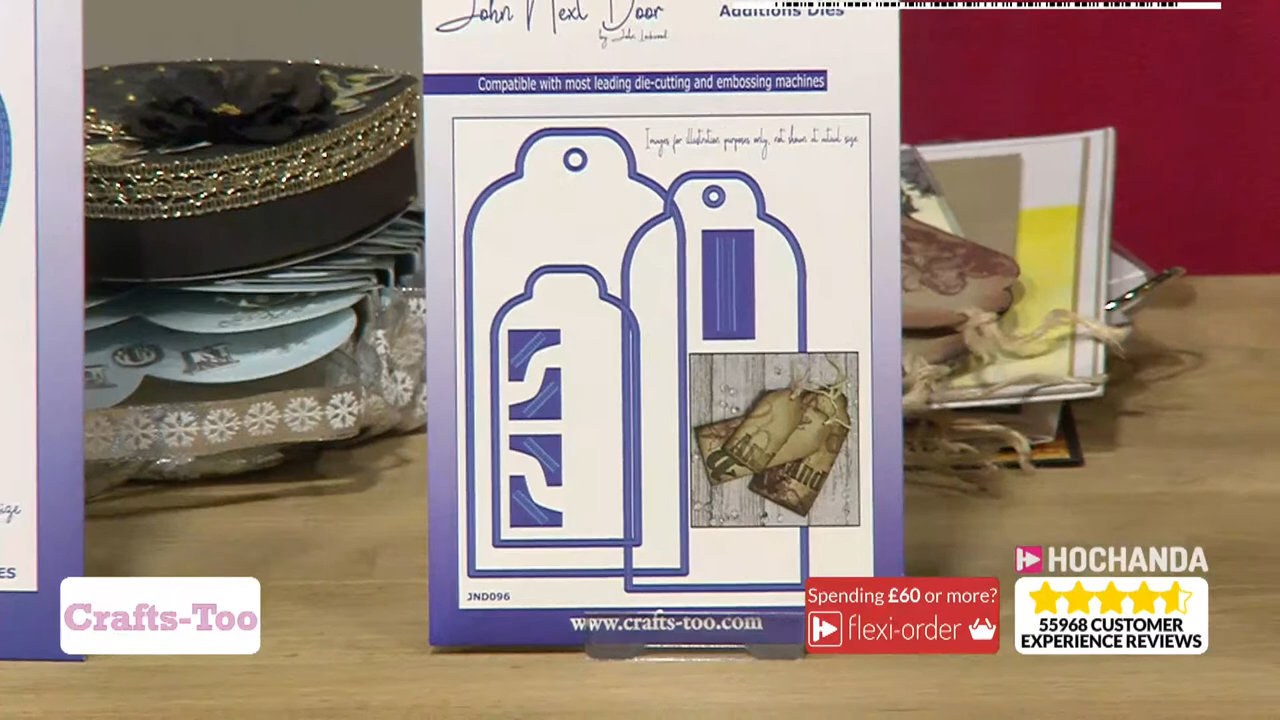 John Next Door
by John Lockwood
Additions Dies
Compatible with most leading die-cutting and embossing machines
Images for illustration purposes only, not shown at actual size
JND096
www.crafts-too.com
size
ES
Crafts-Too
Spending £60 or more?
flexi-order
HOCHANDA
55968 CUSTOMER
EXPERIENCE REVIEWS